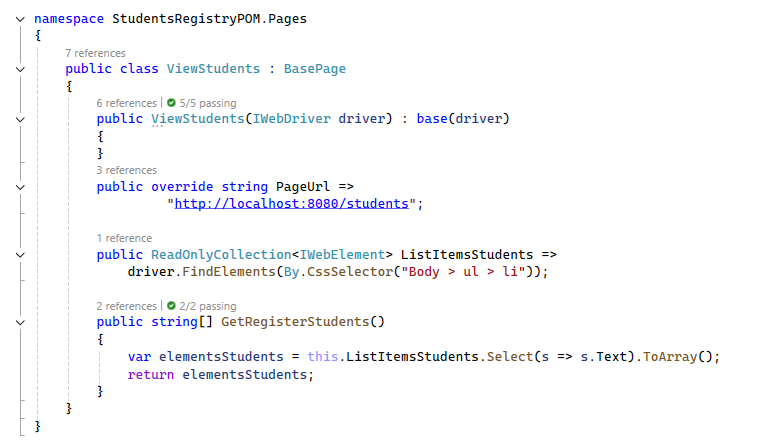 namespace StudentsRegistryPOM.Pages
{
7 references
public class ViewStudents : BasePage
{
6 references | 5/5 passing
public ViewStudents(IWebDriver driver) : base(driver)
{
}
3 references
public override string PageUrl =>
"http://localhost:8080/students";
1 reference
public ReadOnlyCollection<IWebElement> ListItemsStudents =>
driver.FindElements(By.CssSelector("Body > ul > li"));
2 references | 2/2 passing
public string[] GetRegisterStudents()
{
var elementsStudents = this.ListItemsStudents.Select(s => s.Text).ToArray();
return elementsStudents;
}
}
}